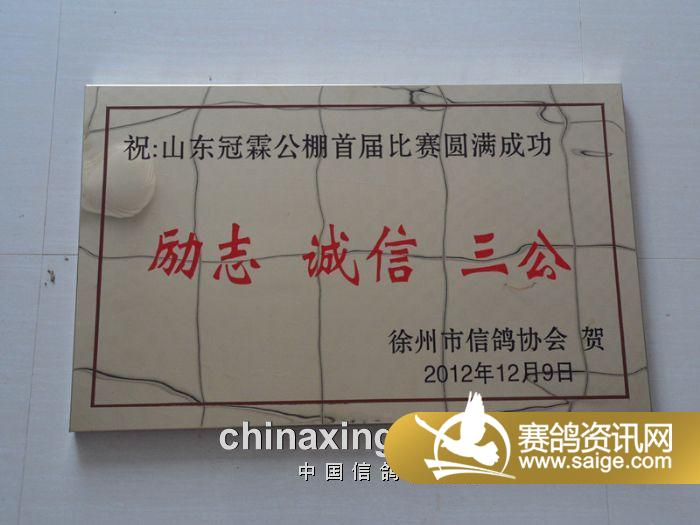 祝:山东冠霖公棚首届比赛圆满成功
励志 诚信 三公
徐州市信鸽协会 贺
2012年12月9日
chinaxing
中国信鸽
赛鸽资讯网
www.saige.com